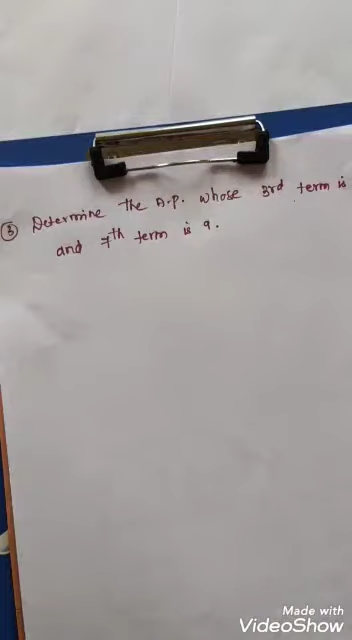 ③ Determine the A.P. whose 3rd term is
and 7th term is 9.
Made with
VideoShow